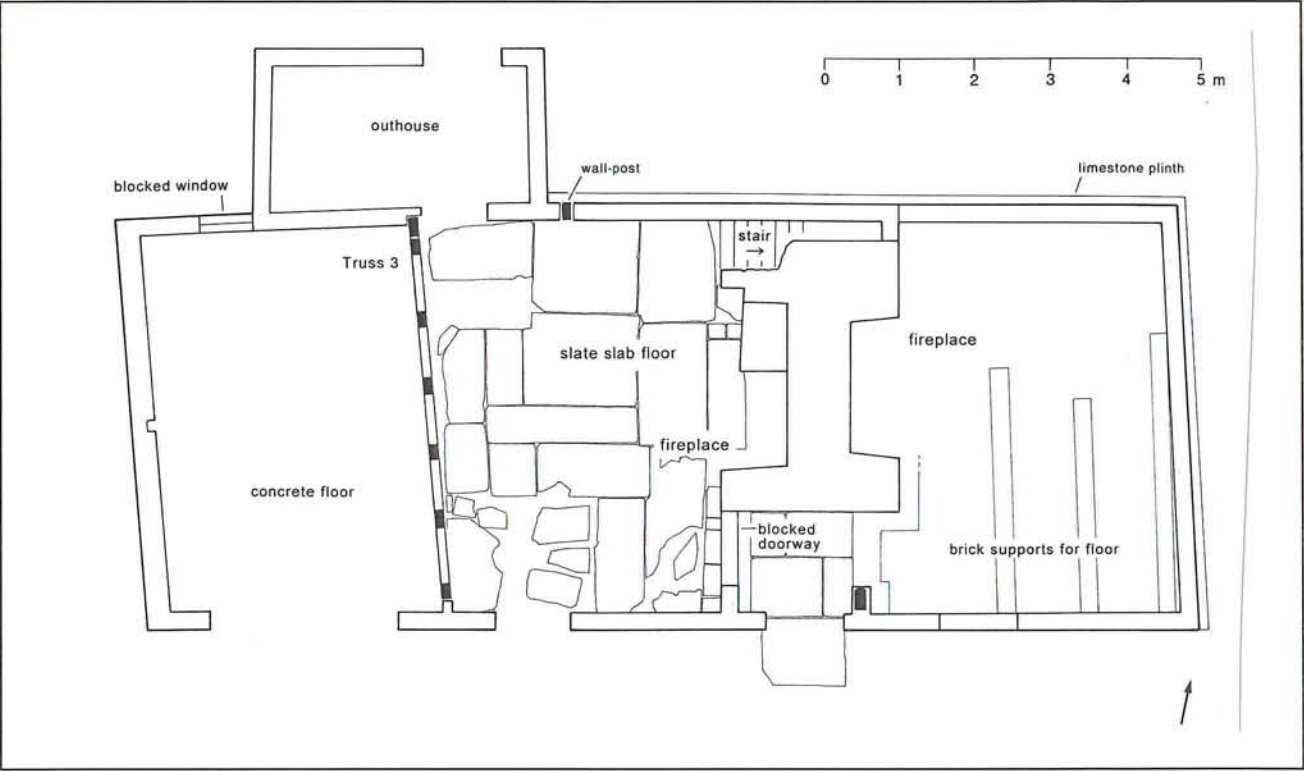 outhouse
0 1 2 3 4 5 m
blocked window
wall-post
limestone plinth
stair
Truss 3
fireplace
slate slab floor
fireplace
concrete floor
blocked
doorway
brick supports for floor